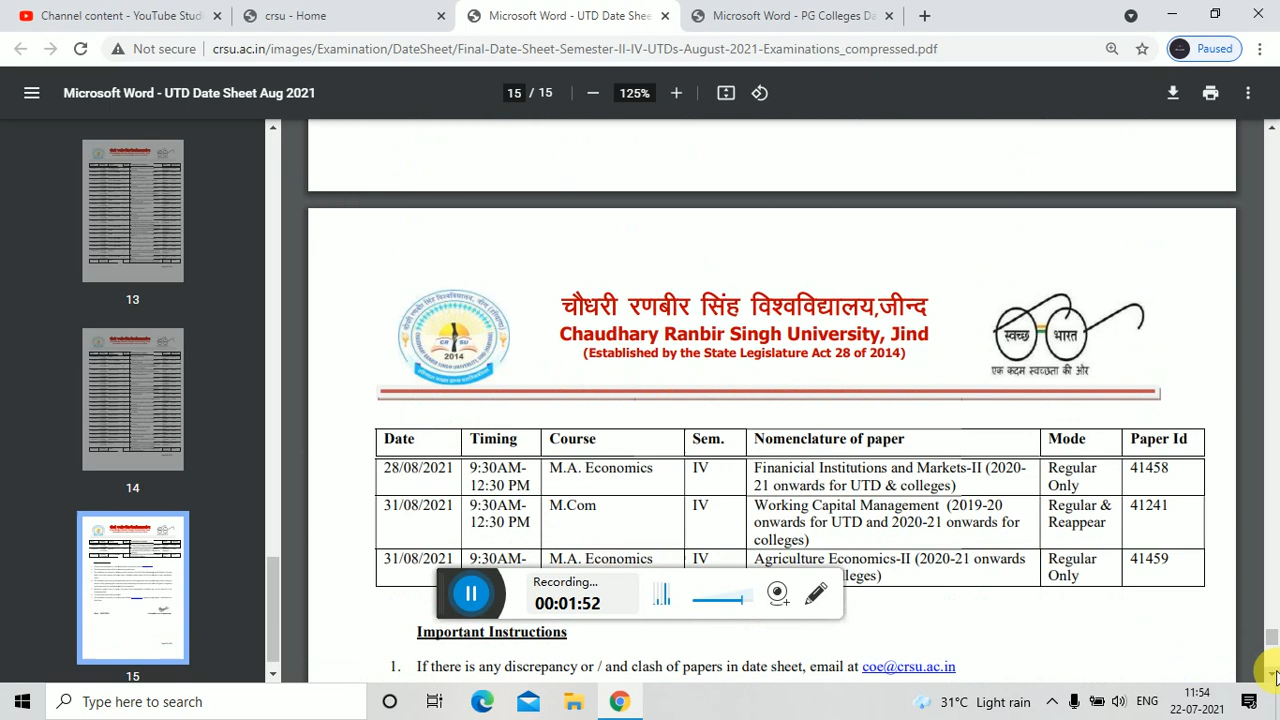 Channel content - YouTube Studi
crsu - Home
Microsoft Word - UTD Date Shee
Microsoft Word - PG Colleges Da
Not secure
crsu.ac.in/images/Examination/DateSheet/Final-Date-Sheet-Semester-II-IV-UTDs-August-2021-Examinations_compressed.pdf
Paused
Microsoft Word - UTD Date Sheet Aug 2021
15 / 15
125%
13
14
15
2014
चौधरी रणबीर सिंह विश्वविद्यालय,जीन्द
Chaudhary Ranbir Singh University, Jind
(Established by the State Legislature Act 28 of 2014)
स्वच्छ भारत
एक कदम स्वच्छता की ओर
Date Timing Course Sem. Nomenclature of paper Mode Paper Id
28/08/2021 9:30AM- M.A. Economics IV Finanicial Institutions and Markets-II (2020- Regular 41458
12:30 PM 21 onwards for UTD & colleges) Only
31/08/2021 9:30AM- M.Com IV Working Capital Management (2019-20 Regular & 41241
12:30 PM onwards for UTD and 2020-21 onwards for Reappear
colleges)
31/08/2021 9:30AM- M.A. Economics IV Agriculture Economics-II (2020-21 onwards Regular 41459
lleges) Only
Recording...
00:01:52
Important Instructions
1. If there is any discrepancy or / and clash of papers in date sheet, email at coe@crsu.ac.in
Type here to search
31°C Light rain
ENG
11:54
22-07-2021